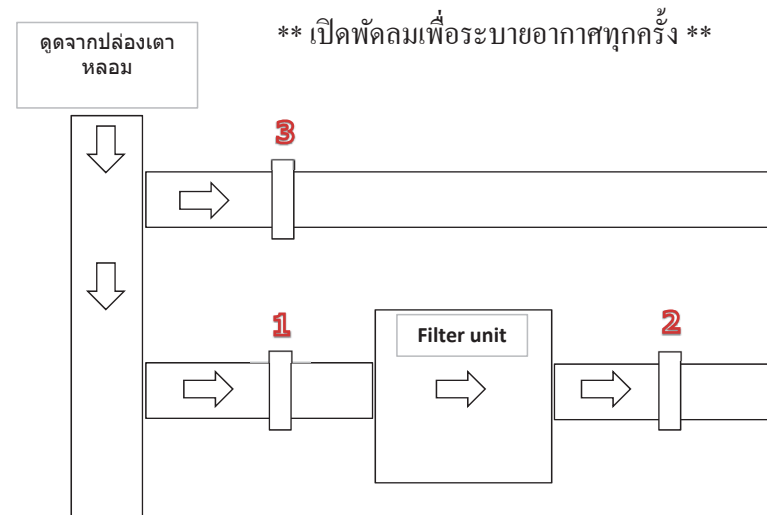 ** เปิดพัดลมเพื่อระบายอากาศทุกครั้ง **
ดูดจากปล่องเตา
หลอม
3
1
2
Filter unit